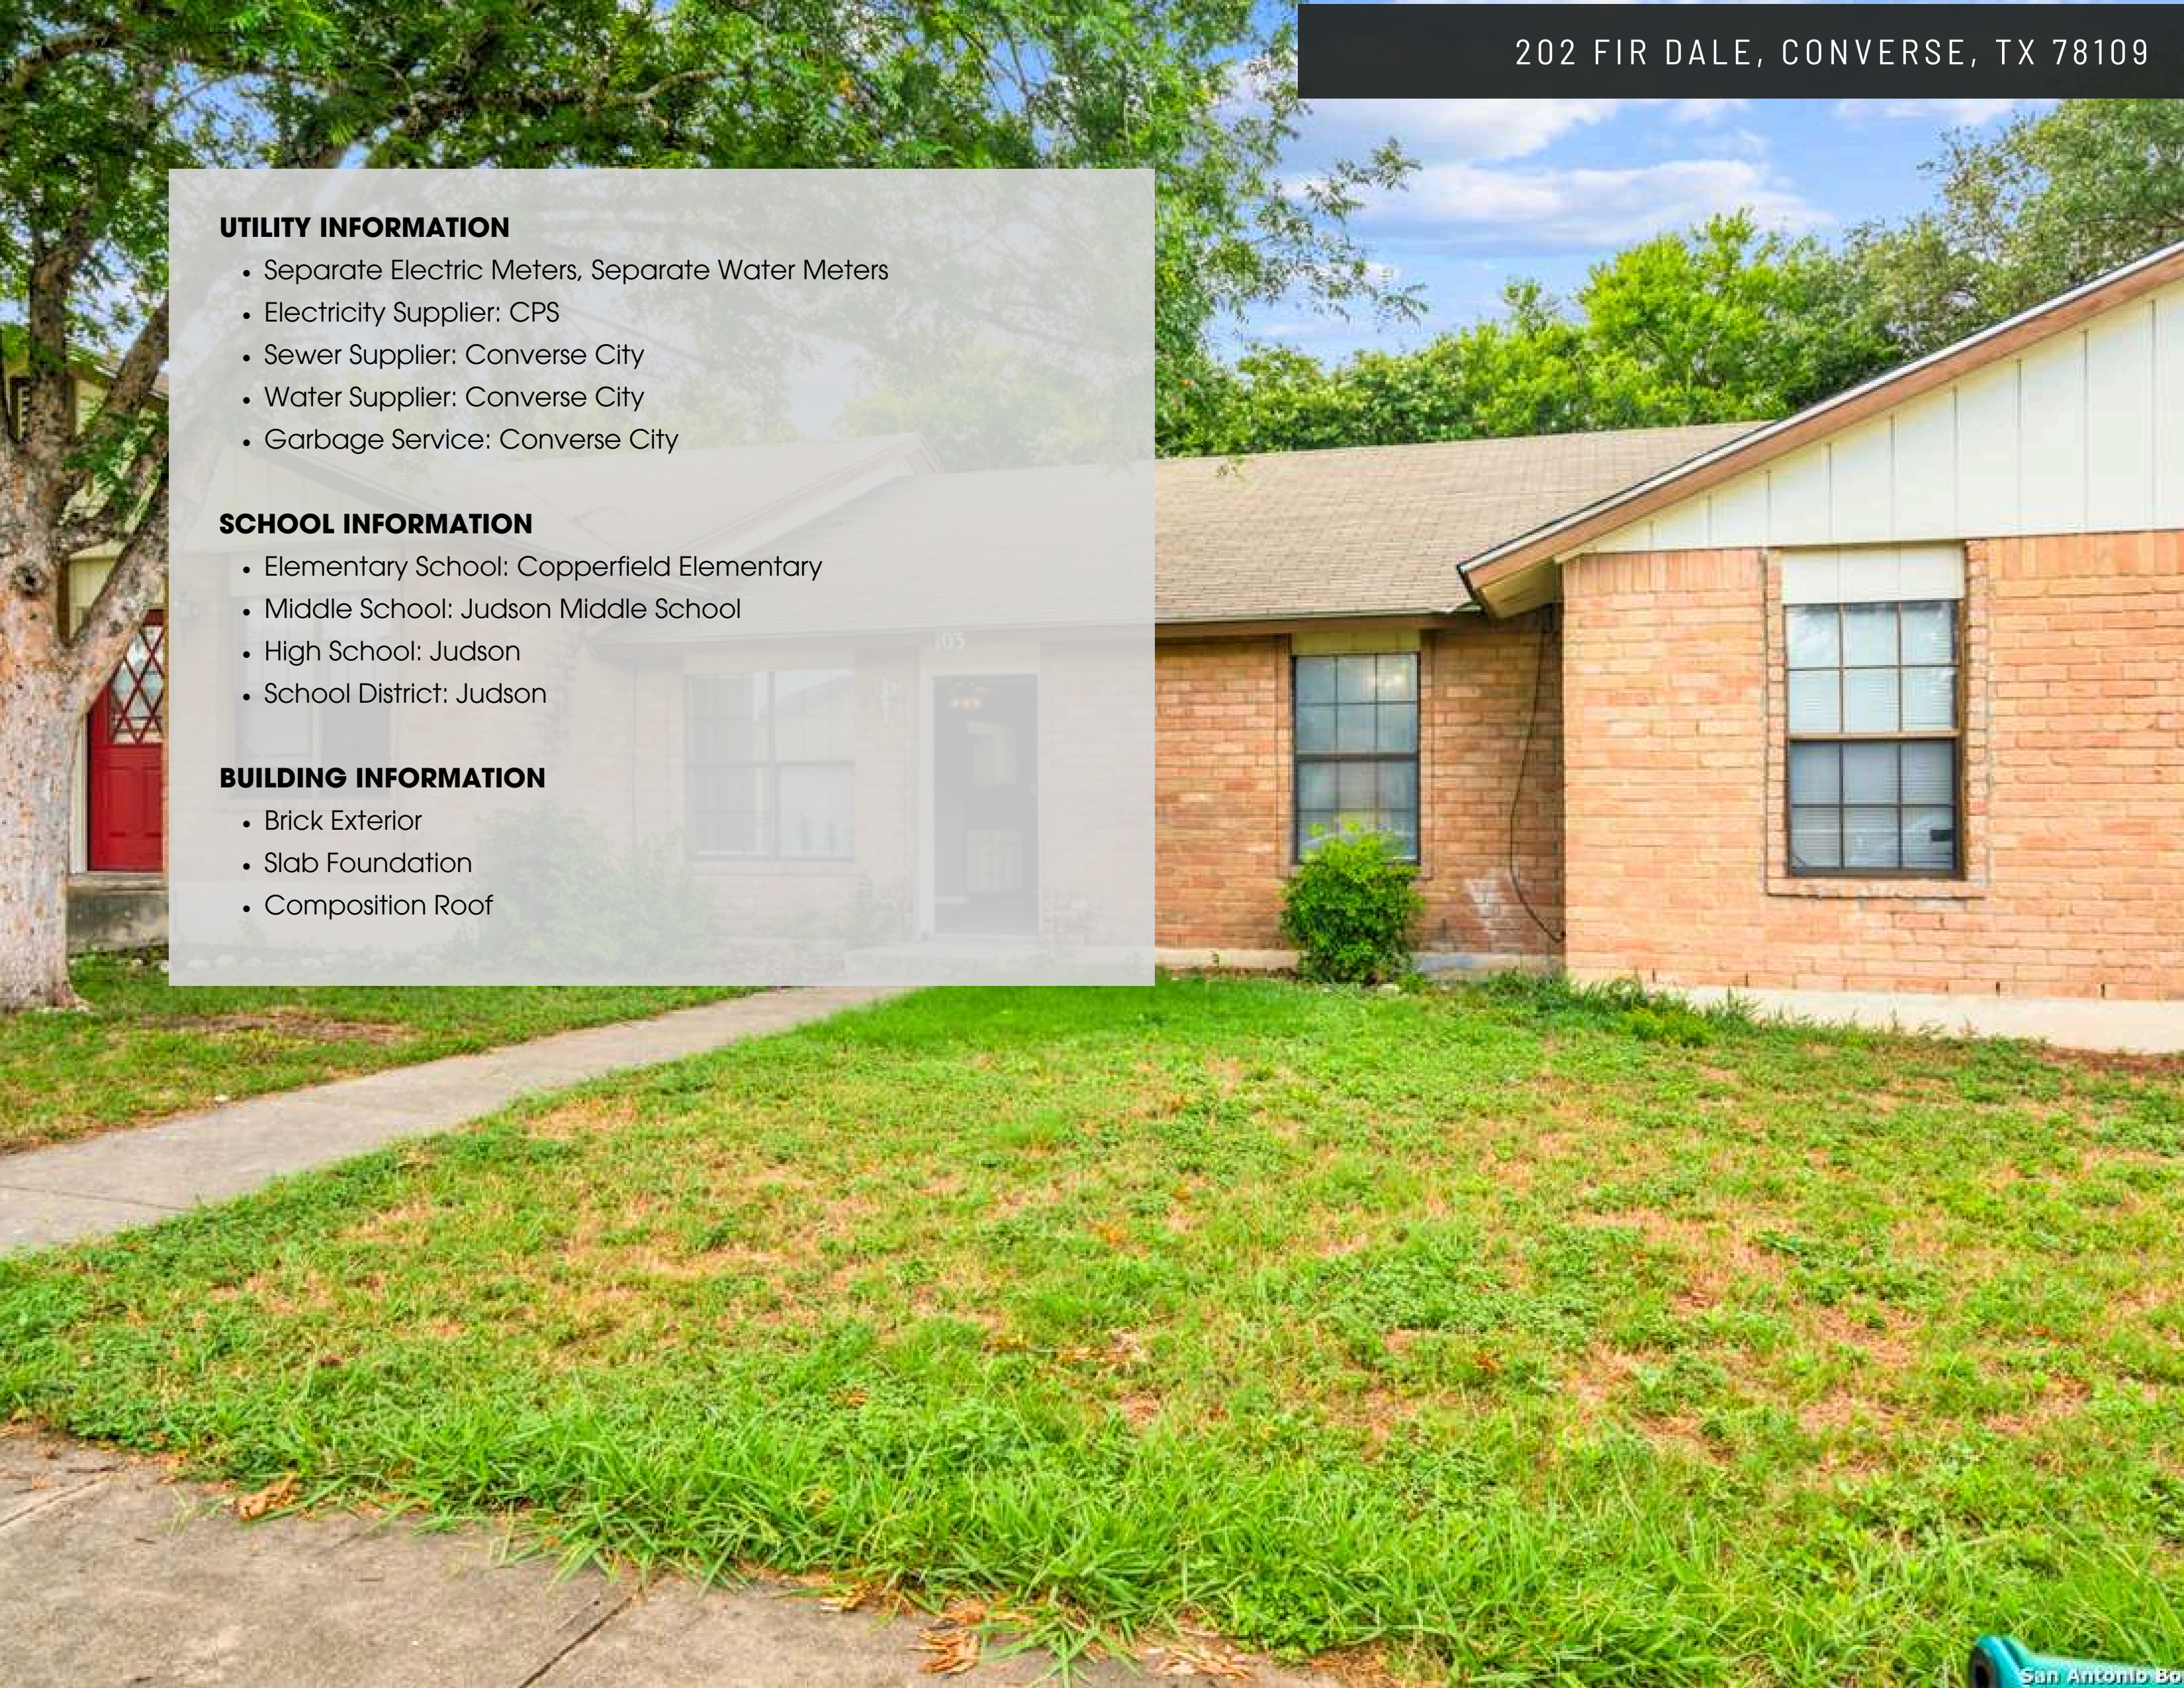 202 FIR DALE, CONVERSE, TX 78109
UTILITY INFORMATION
• Separate Electric Meters, Separate Water Meters
• Electricity Supplier: CPS
• Sewer Supplier: Converse City
• Water Supplier: Converse City
• Garbage Service: Converse City
SCHOOL INFORMATION
• Elementary School: Copperfield Elementary
• Middle School: Judson Middle School
• High School: Judson
• School District: Judson
103
BUILDING INFORMATION
• Brick Exterior
• Slab Foundation
• Composition Roof
San Antonio Bo